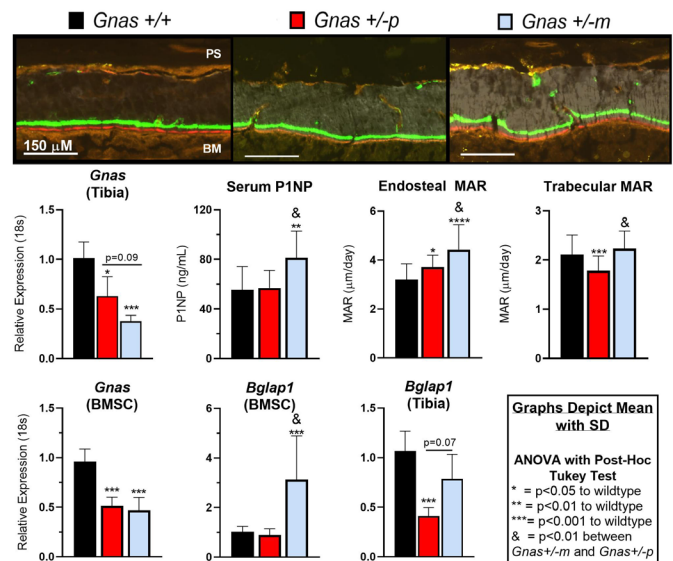 Gnas +/+ Gnas +/-p Gnas +/-m
PS
150 μM
BM
Gnas
(Tibia)
Relative Expression (18s)
1.5
1.0
0.5
0.0
p=0.09
*
***
Serum P1NP
P1NP (ng/mL)
120
80
40
0
&
**
Endosteal MAR
MAR (μm/day)
6
4
2
0
*
&
****
Trabecular MAR
MAR (μm/day)
3
2
1
0
***
&
Gnas
(BMSC)
Relative Expression (18s)
1.5
1.0
0.5
0.0
***
***
Bglap1
(BMSC)
6
4
2
0
&
***
Bglap1
(Tibia)
1.5
1.0
0.5
0.0
p=0.07
***
Graphs Depict Mean
with SD
ANOVA with Post-Hoc
Tukey Test
* = p<0.05 to wildtype
** = p<0.01 to wildtype
***= p<0.001 to wildtype
& = p<0.01 between
Gnas+/-m and Gnas+/-p